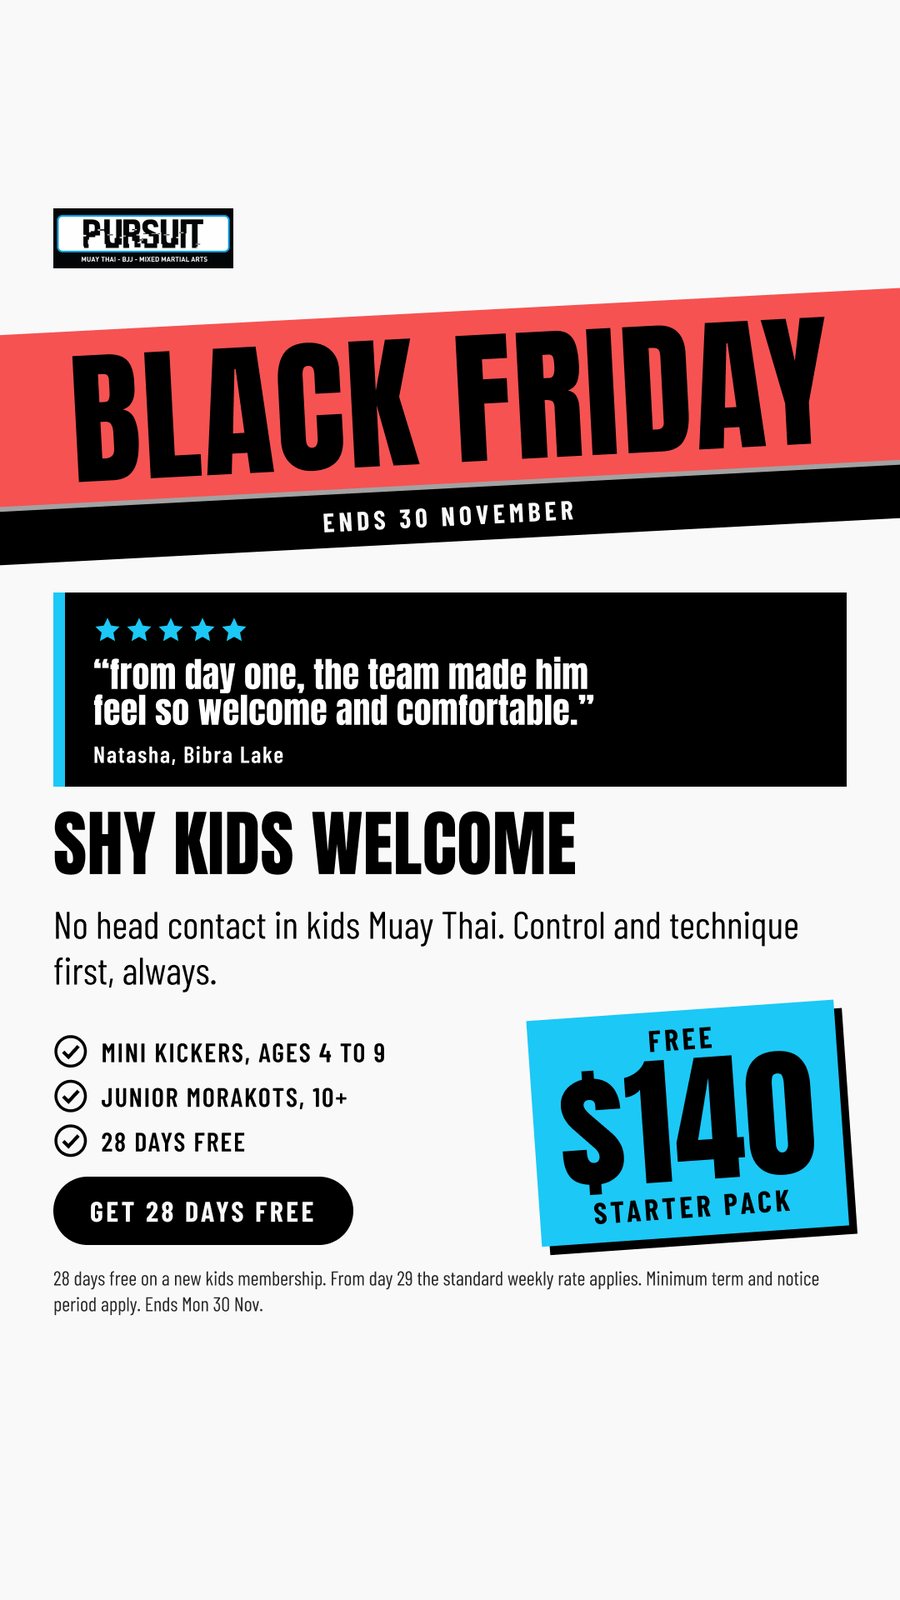 PURSUIT
MUAY THAI - BJJ - MIXED MARTIAL ARTS
BLACK FRIDAY
ENDS 30 NOVEMBER
“from day one, the team made him
feel so welcome and comfortable.”
Natasha, Bibra Lake
SHY KIDS WELCOME
No head contact in kids Muay Thai. Control and technique
first, always.
MINI KICKERS, AGES 4 TO 9
JUNIOR MORAKOTS, 10+
28 DAYS FREE
GET 28 DAYS FREE
FREE
$140
STARTER PACK
28 days free on a new kids membership. From day 29 the standard weekly rate applies. Minimum term and notice
period apply. Ends Mon 30 Nov.